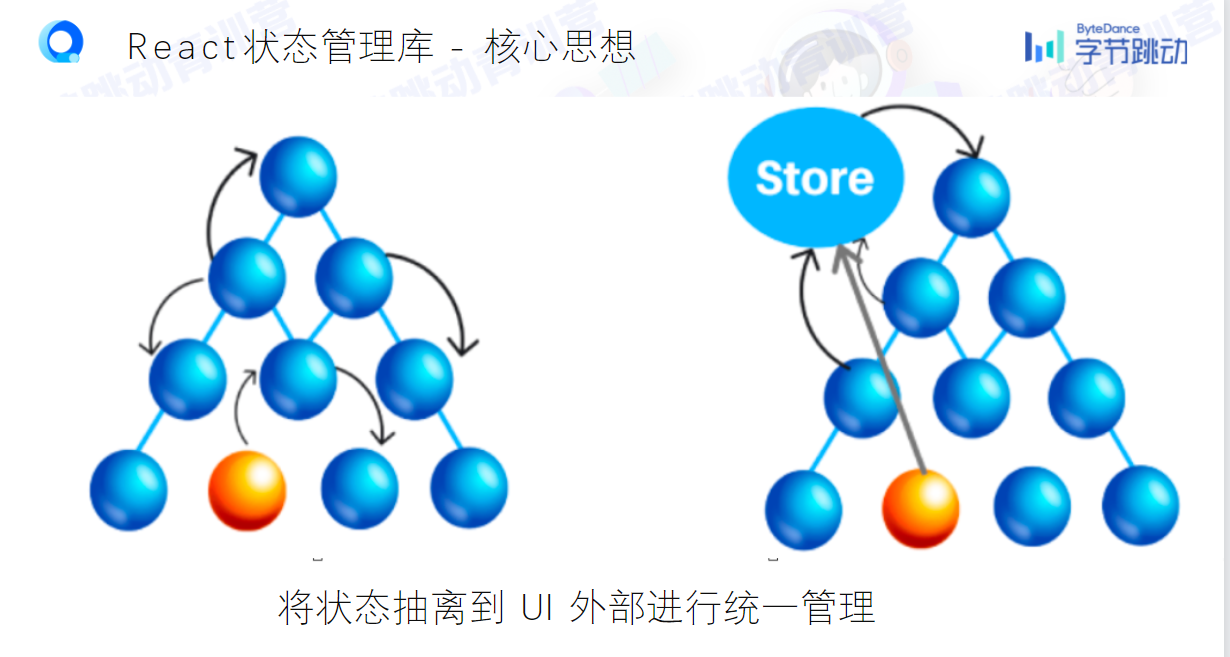 React状态管理库 - 核心思想
ByteDance
字节跳动
Store
将状态抽离到 UI 外部进行统一管理